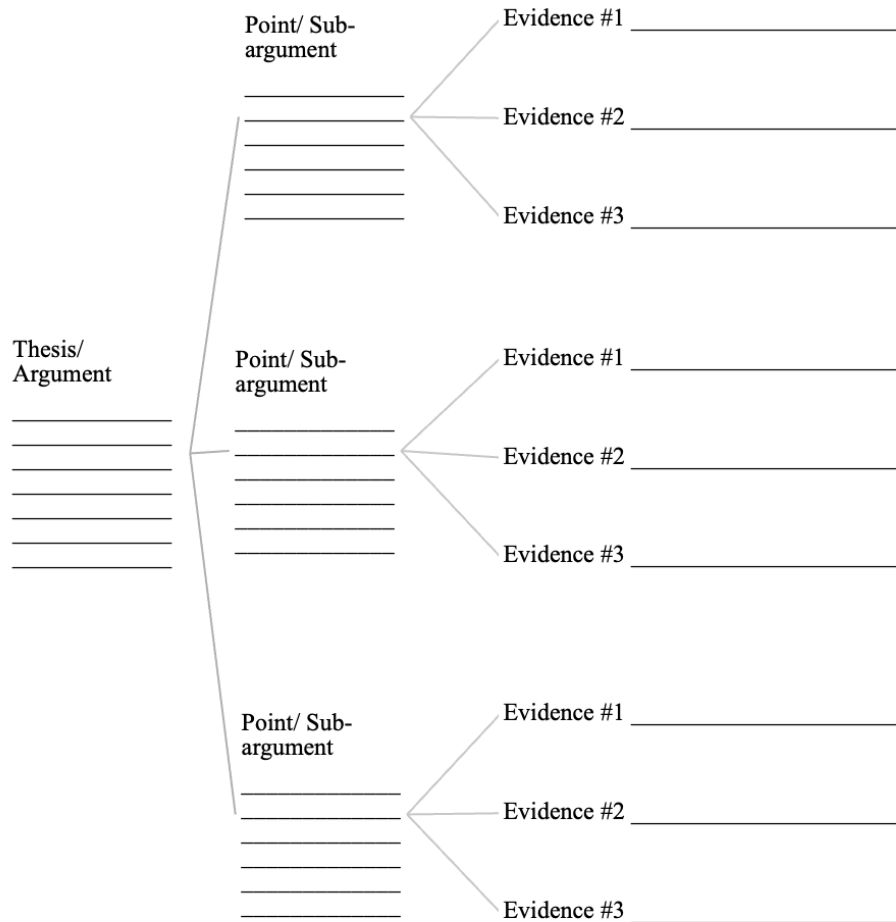 Point/ Sub-
argument
Evidence #1
Evidence #2
Evidence #3
Thesis/
Argument
Point/ Sub-
argument
Evidence #1
Evidence #2
Evidence #3
Point/ Sub-
argument
Evidence #1
Evidence #2
Evidence #3